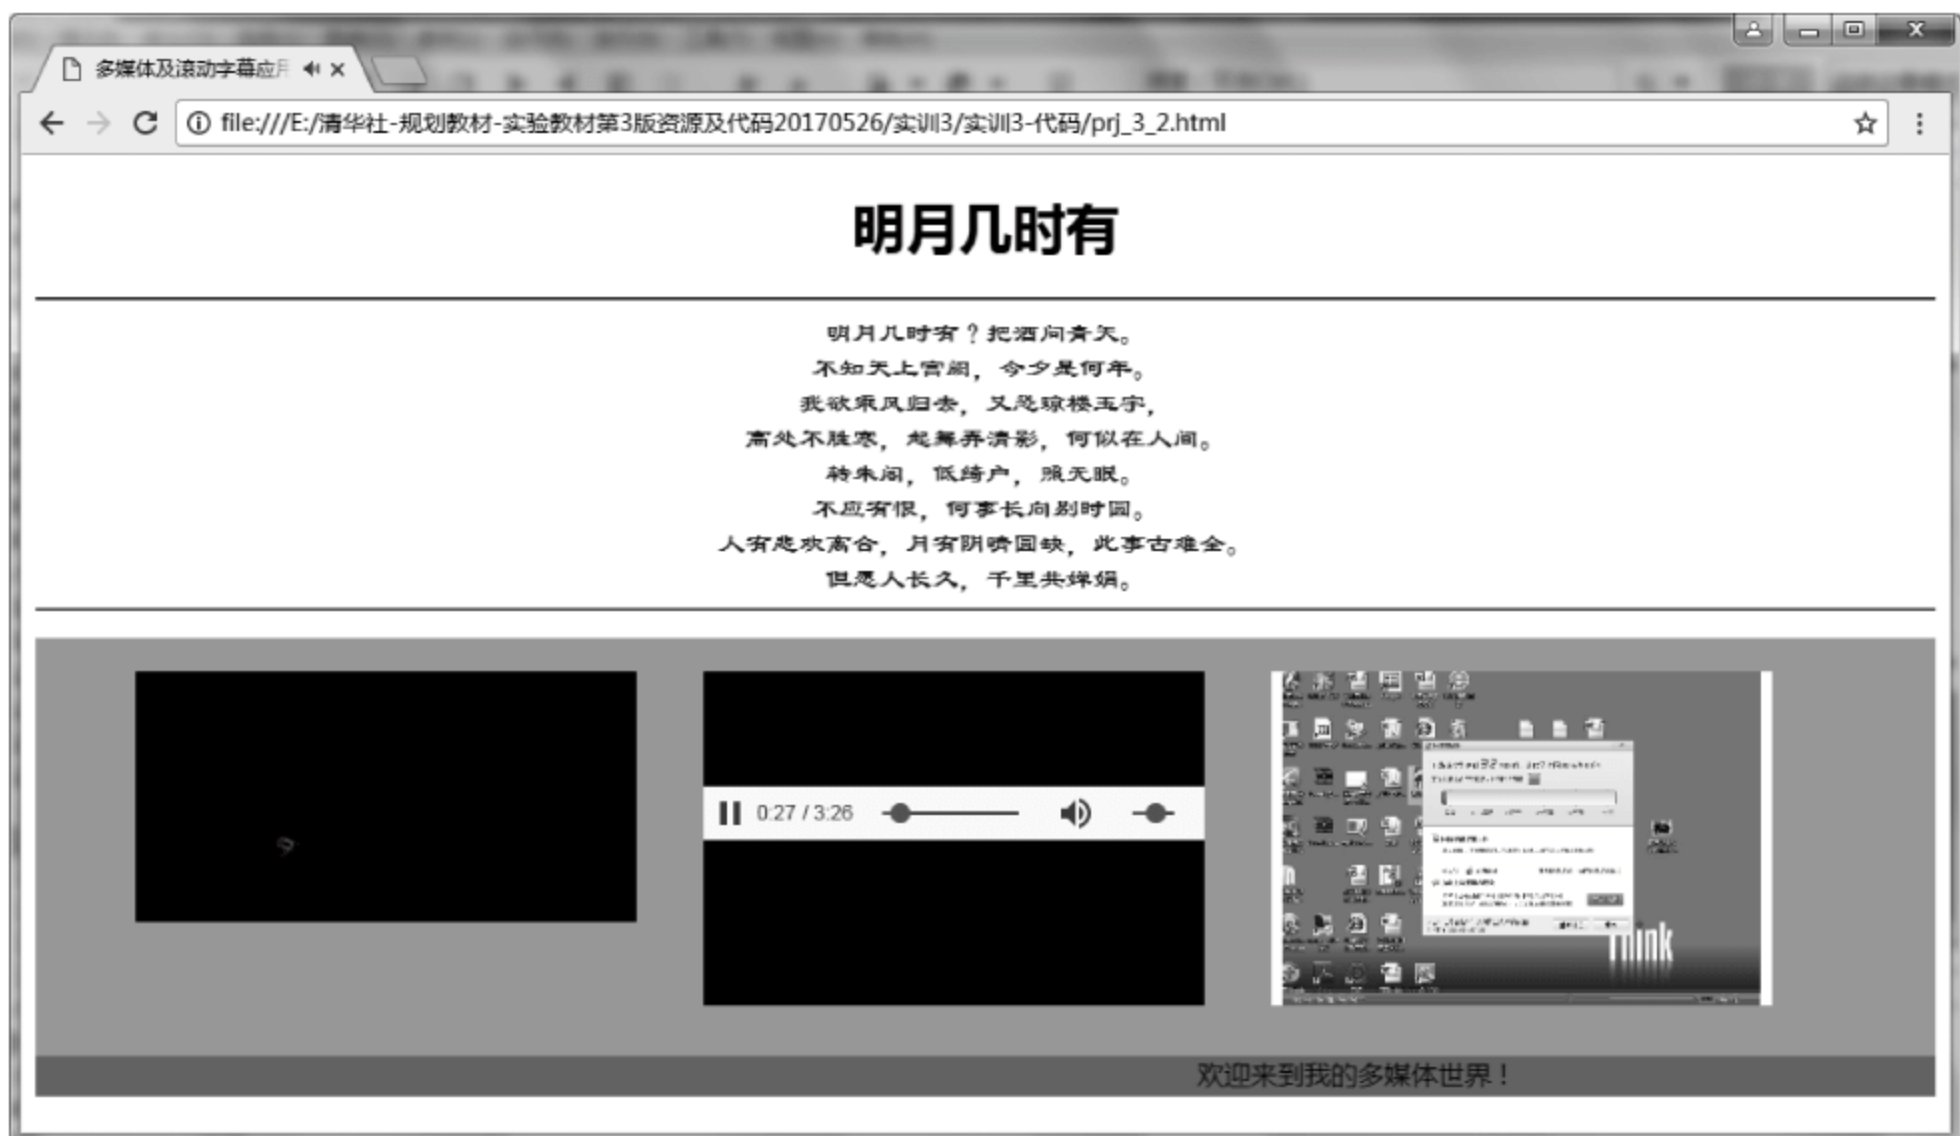 多媒体及滚动字幕应用
file:///E:/清华社-规划教材-实验教材第3版资源及代码20170526/实训3/实训3-代码/prj_3_2.html
明月几时有
明月几时有？把酒问青天。
不知天上宫阙，今夕是何年。
我欲乘风归去，又恐琼楼玉宇，
高处不胜寒，起舞弄清影，何似在人间。
转朱阁，低绮户，照无眠。
不应有恨，何事长向别时圆。
人有悲欢离合，月有阴晴圆缺，此事古难全。
但愿人长久，千里共婵娟。
0:27 / 3:26
Think
欢迎来到我的多媒体世界！